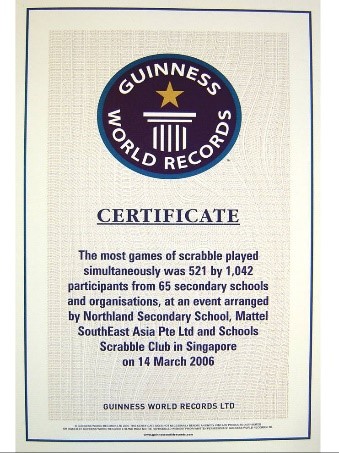 GUINNESS
WORLD RECORDS
CERTIFICATE
The most games of scrabble played
simultaneously was 521 by 1,042
participants from 65 secondary schools
and organisations, at an event arranged
by Northland Secondary School, Mattel
SouthEast Asia Pte Ltd and Schools
Scrabble Club in Singapore
on 14 March 2006
GUINNESS WORLD RECORDS LTD